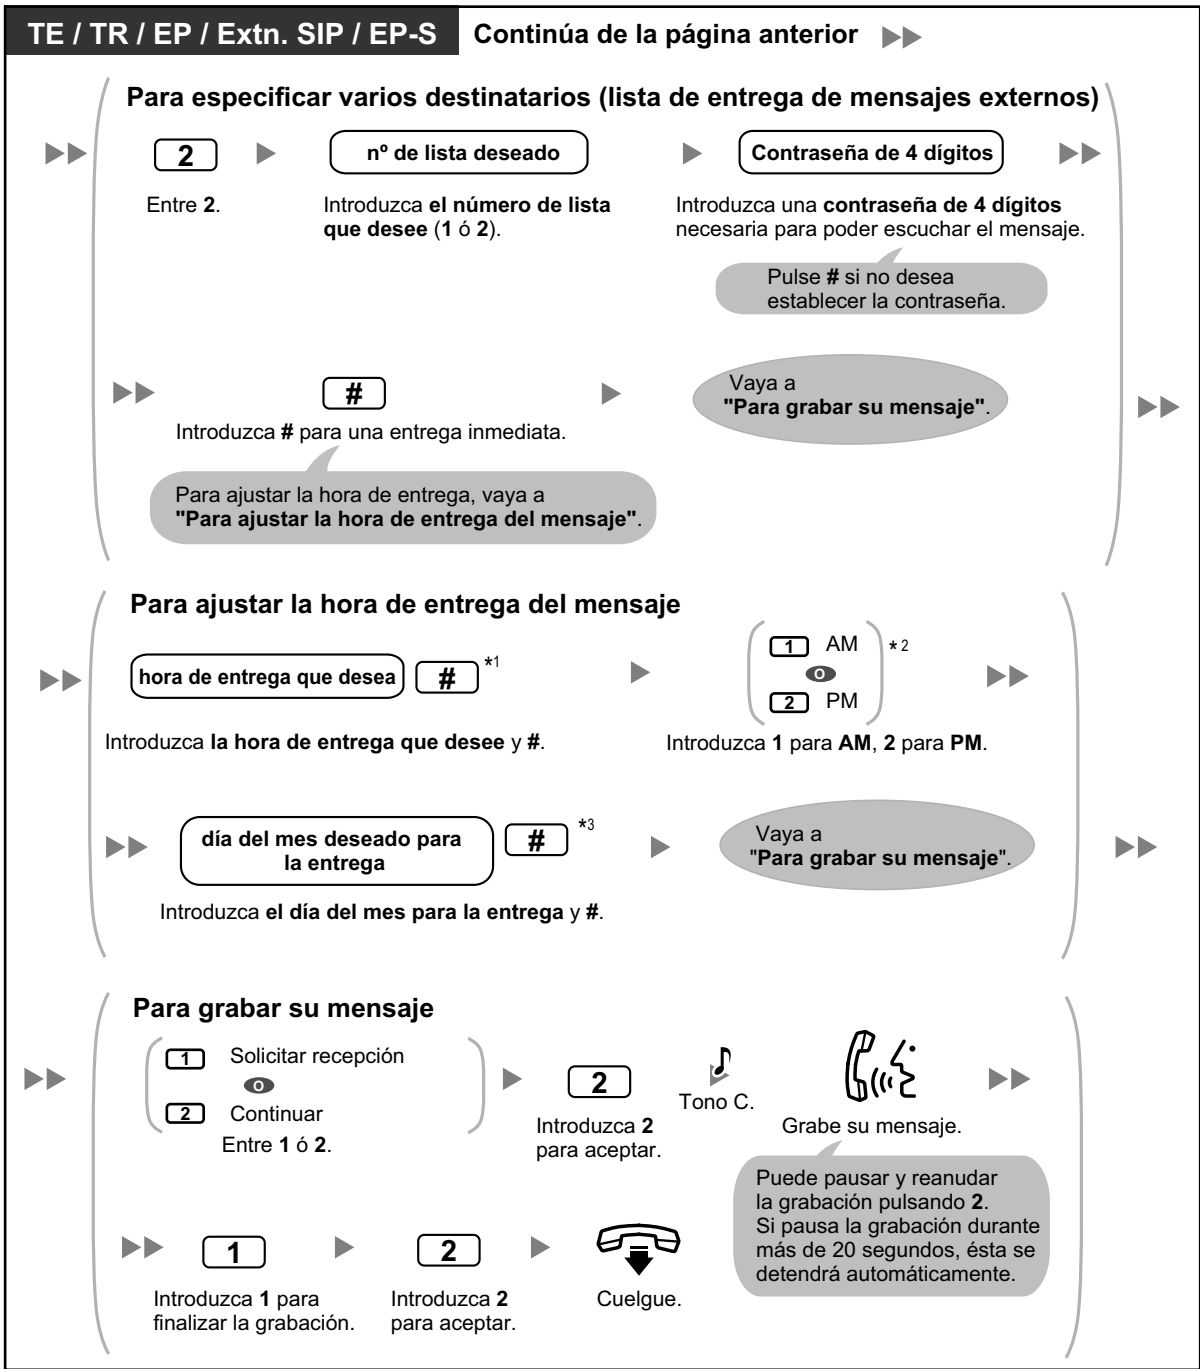 TE / TR / EP / Extn. SIP / EP-S
Continúa de la página anterior
Para especificar varios destinatarios (lista de entrega de mensajes externos)
2
nº de lista deseado
Contraseña de 4 dígitos
Entre 2.
Introduzca el número de lista
que desee (1 ó 2).
Introduzca una contraseña de 4 dígitos
necesaria para poder escuchar el mensaje.
Pulse # si no desea
establecer la contraseña.
#
Introduzca # para una entrega inmediata.
Vaya a
"Para grabar su mensaje".
Para ajustar la hora de entrega, vaya a
"Para ajustar la hora de entrega del mensaje".
Para ajustar la hora de entrega del mensaje
hora de entrega que desea
# *1
1 AM
O
2 PM
*2
Introduzca la hora de entrega que desee y #.
Introduzca 1 para AM, 2 para PM.
día del mes deseado para
la entrega
# *3
Introduzca el día del mes para la entrega y #.
Vaya a
"Para grabar su mensaje".
Para grabar su mensaje
1 Solicitar recepción
O
2 Continuar
Entre 1 ó 2.
2
Introduzca 2
para aceptar.
Tono C.
Grabe su mensaje.
Puede pausar y reanudar
la grabación pulsando 2.
Si pausa la grabación durante
más de 20 segundos, ésta se
detendrá automáticamente.
1
Introduzca 1 para
finalizar la grabación.
2
Introduzca 2
para aceptar.
Cuelgue.